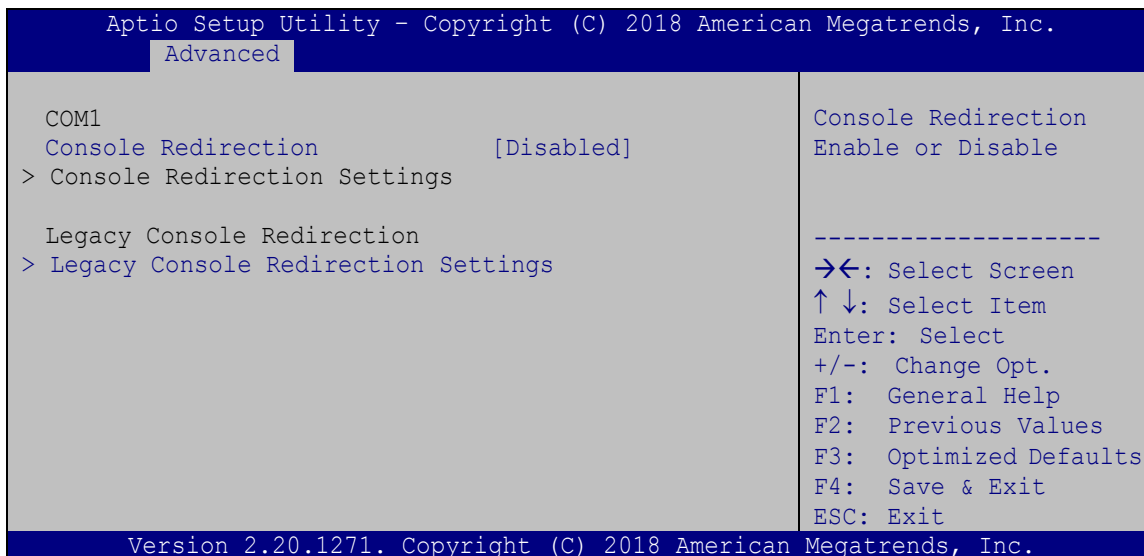 Aptio Setup Utility – Copyright (C) 2018 American Megatrends, Inc.
Advanced
COM1
Console Redirection [Disabled]
> Console Redirection Settings
Legacy Console Redirection
> Legacy Console Redirection Settings
Console Redirection
Enable or Disable
--------------------
→←: Select Screen
↑ ↓: Select Item
Enter: Select
+/-: Change Opt.
F1: General Help
F2: Previous Values
F3: Optimized Defaults
F4: Save & Exit
ESC: Exit
Version 2.20.1271. Copyright (C) 2018 American Megatrends, Inc.